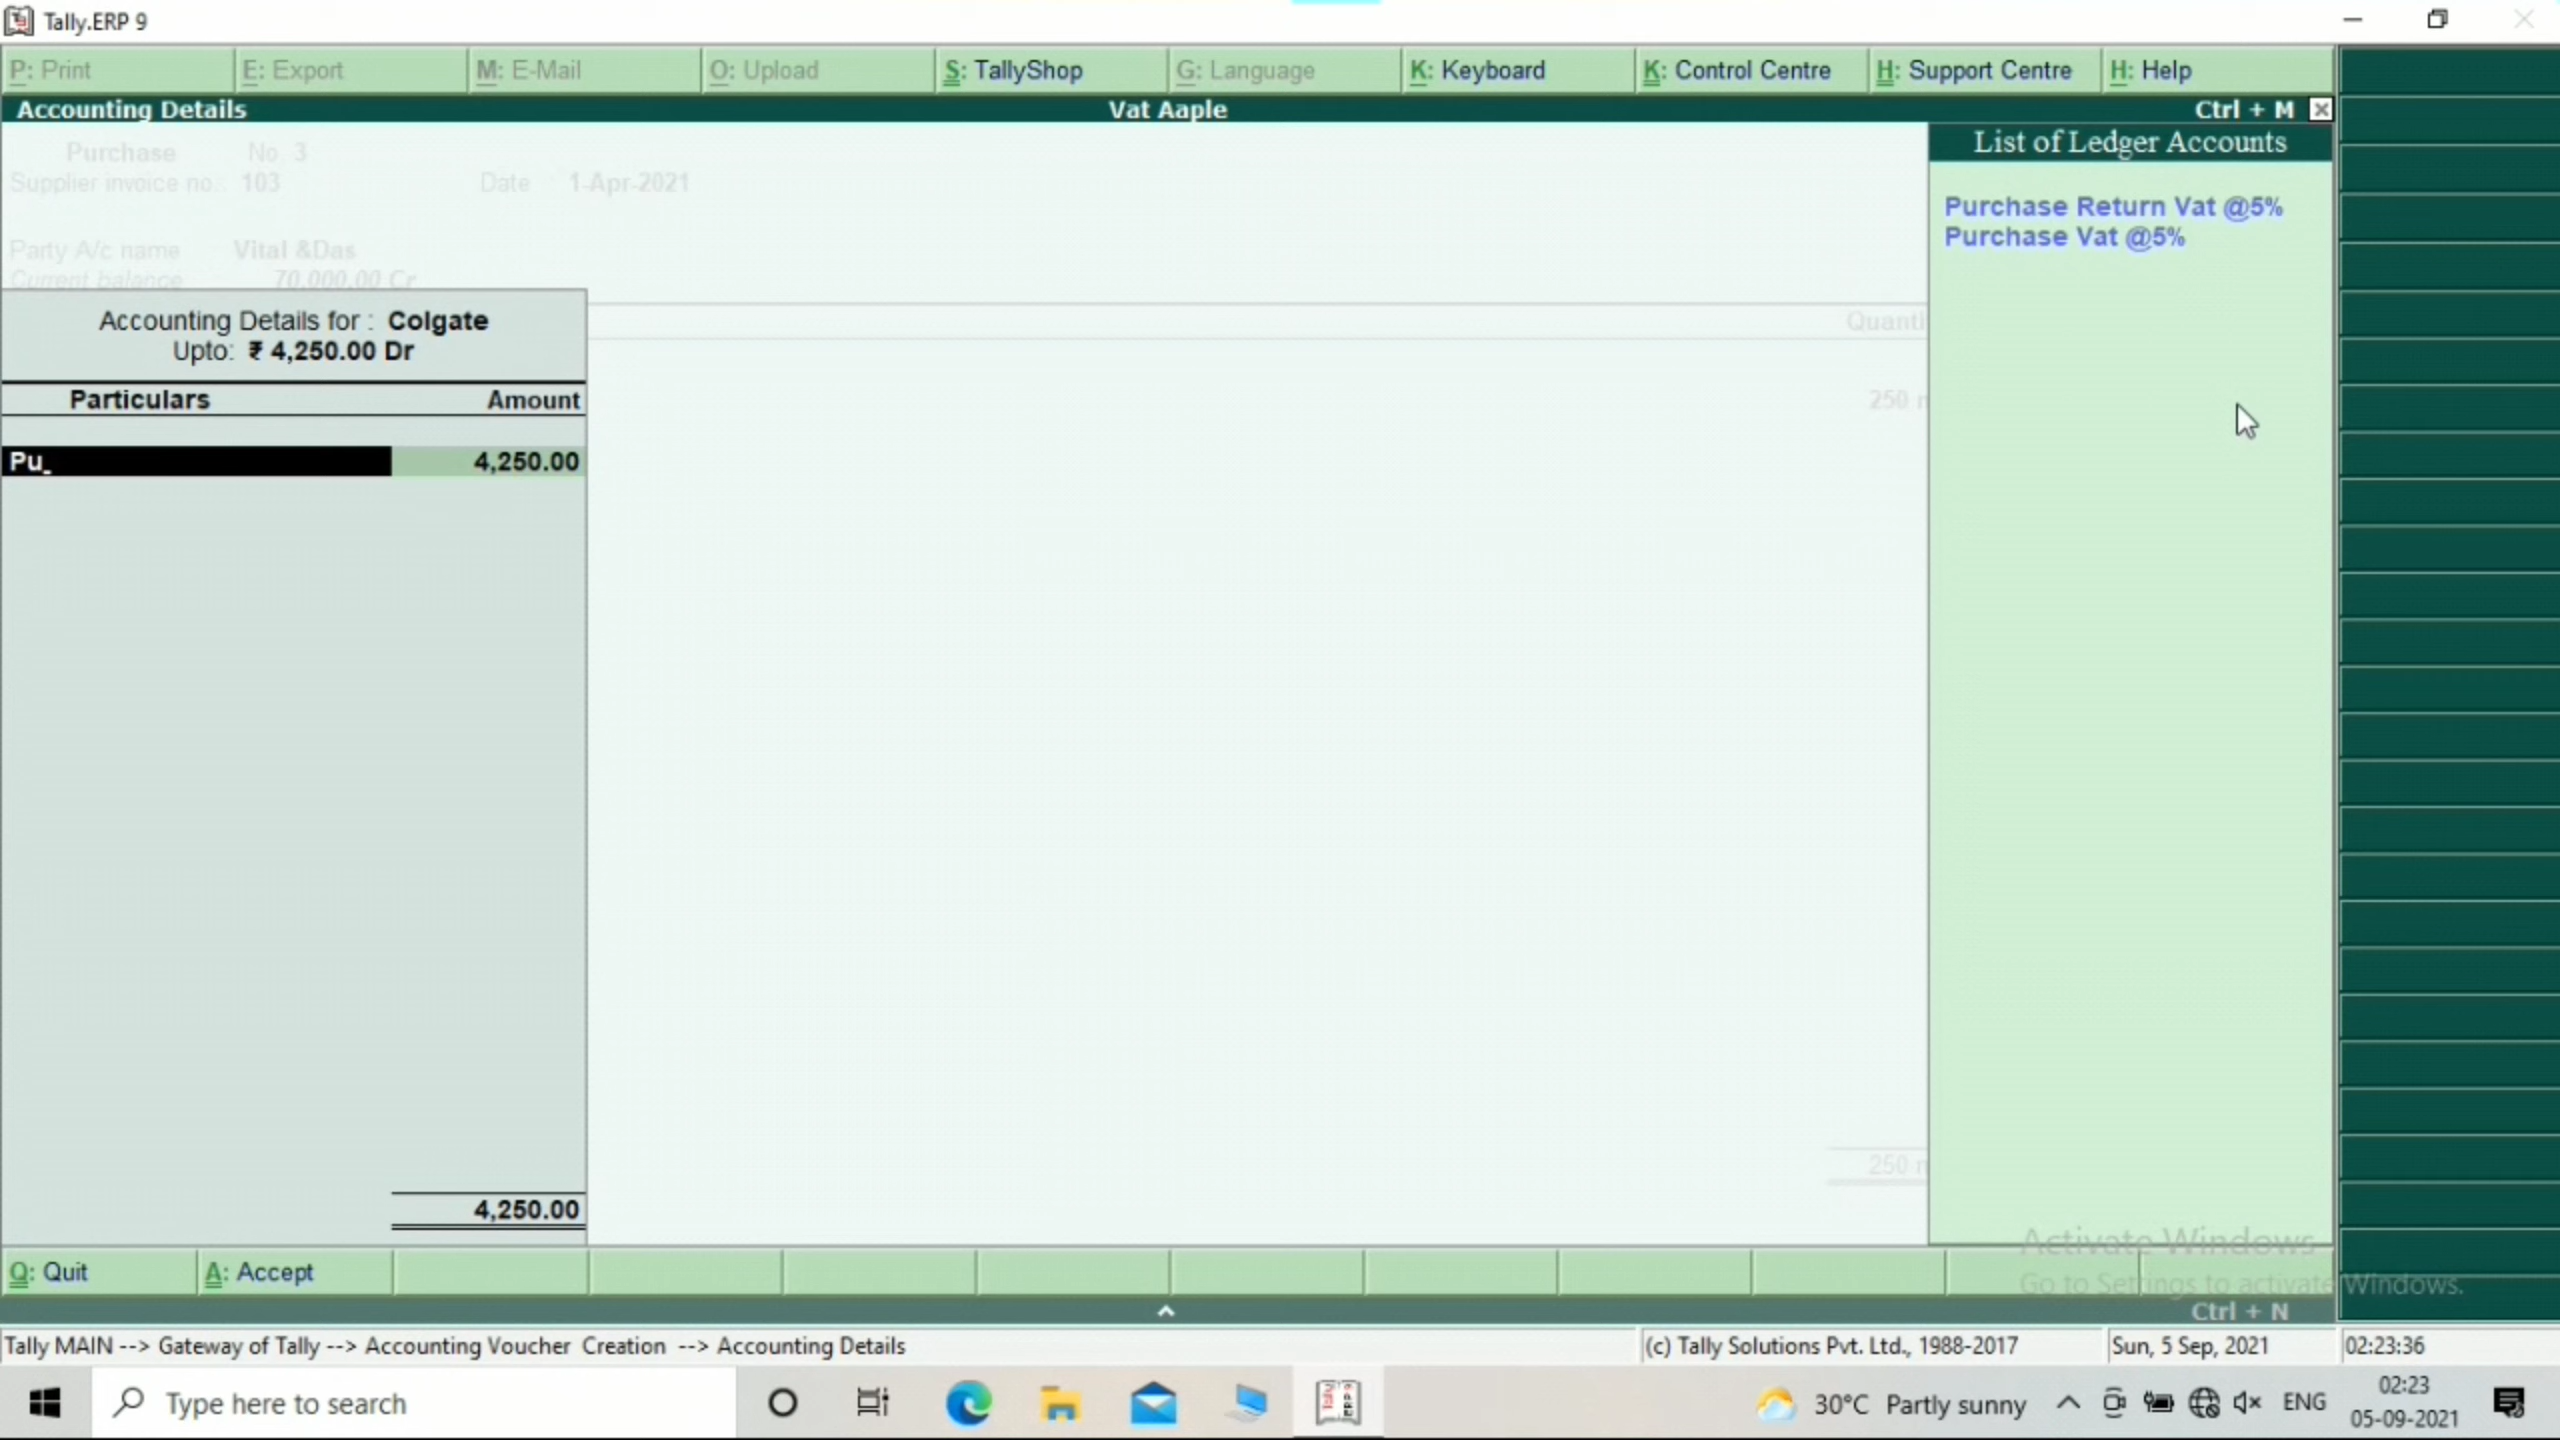 Tally.ERP 9
P: Print E: Export M: E-Mail O: Upload S: TallyShop G: Language K: Keyboard K: Control Centre H: Support Centre H: Help
Accounting Details Vat Aaple Ctrl + M
List of Ledger Accounts
Purchase Return Vat @5%
Purchase Vat @5%
Purchase No. 3
Supplier invoice no.: 103 Date : 1-Apr-2021
Party A/c name Vital &Das
Current balance 70,000.00 Cr
Quanti
250
Accounting Details for : Colgate
Upto: ₹ 4,250.00 Dr
Particulars Amount
Pu 4,250.00
250
4,250.00
Q: Quit A: Accept
Activate Windows
Go to Settings to activate Windows.
Ctrl + N
Tally MAIN --> Gateway of Tally --> Accounting Voucher Creation --> Accounting Details (c) Tally Solutions Pvt. Ltd., 1988-2017 Sun, 5 Sep, 2021 02:23:36
Type here to search 30°C Partly sunny ENG 02:23
05-09-2021